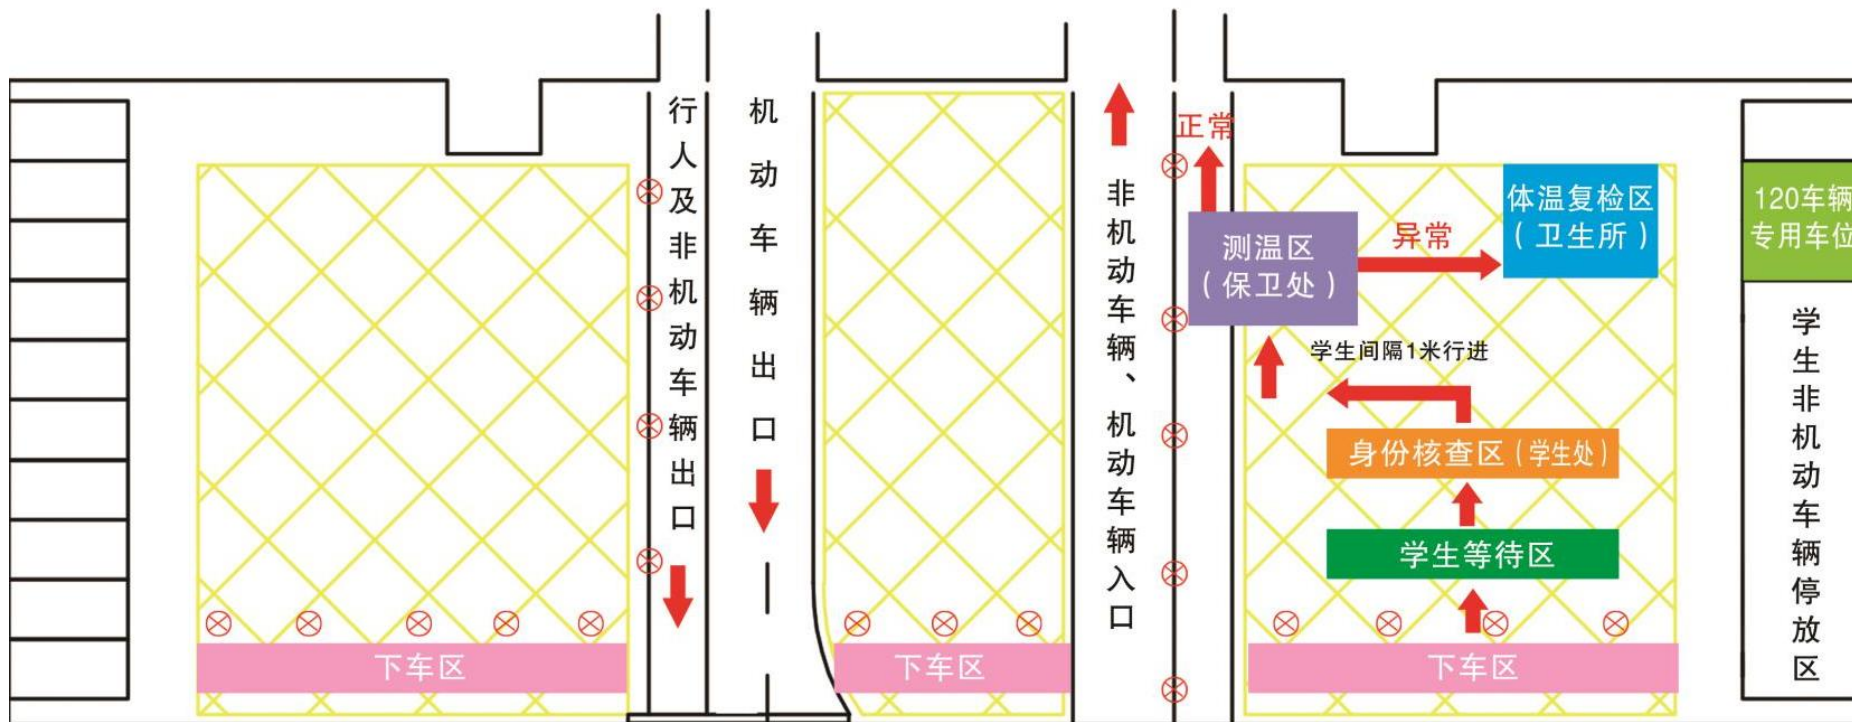 行人及非机动车辆出口
机动车辆出口
非机动车辆、机动车辆入口
正常
测温区
（保卫处）
异常
体温复检区
（卫生所）
120车辆
专用车位
学生间隔1米行进
身份核查区（学生处）
学生等待区
学生非机动车辆停放区
下车区
下车区
下车区